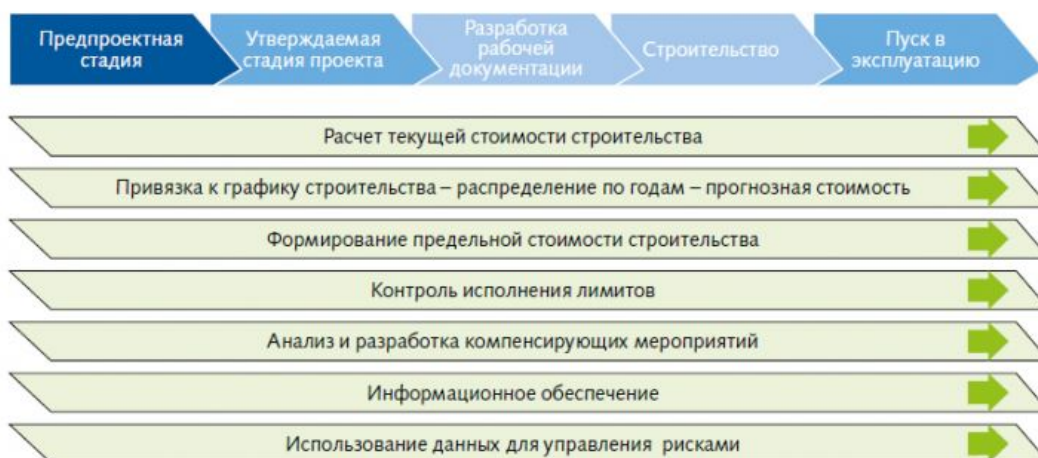 Предпроектная
стадия
Утверждаемая
стадия проекта
Разработка
рабочей
документации
Строительство
Пуск в
эксплуатацию
Расчет текущей стоимости строительства
Привязка к графику строительства – распределение по годам – прогнозная стоимость
Формирование предельной стоимости строительства
Контроль исполнения лимитов
Анализ и разработка компенсирующих мероприятий
Информационное обеспечение
Использование данных для управления рисками